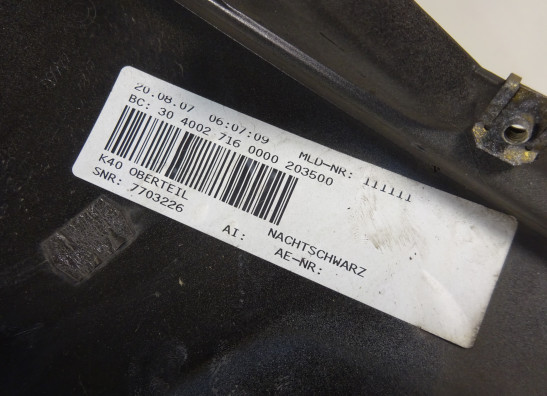 20.08.07 06:07:09 MLD-NR: 111111
BC: 30 4002 716 0000 203500
K40 OBERTEIL
SNR: 7703226
AI: NACHTSCHWARZ
AE-NR: